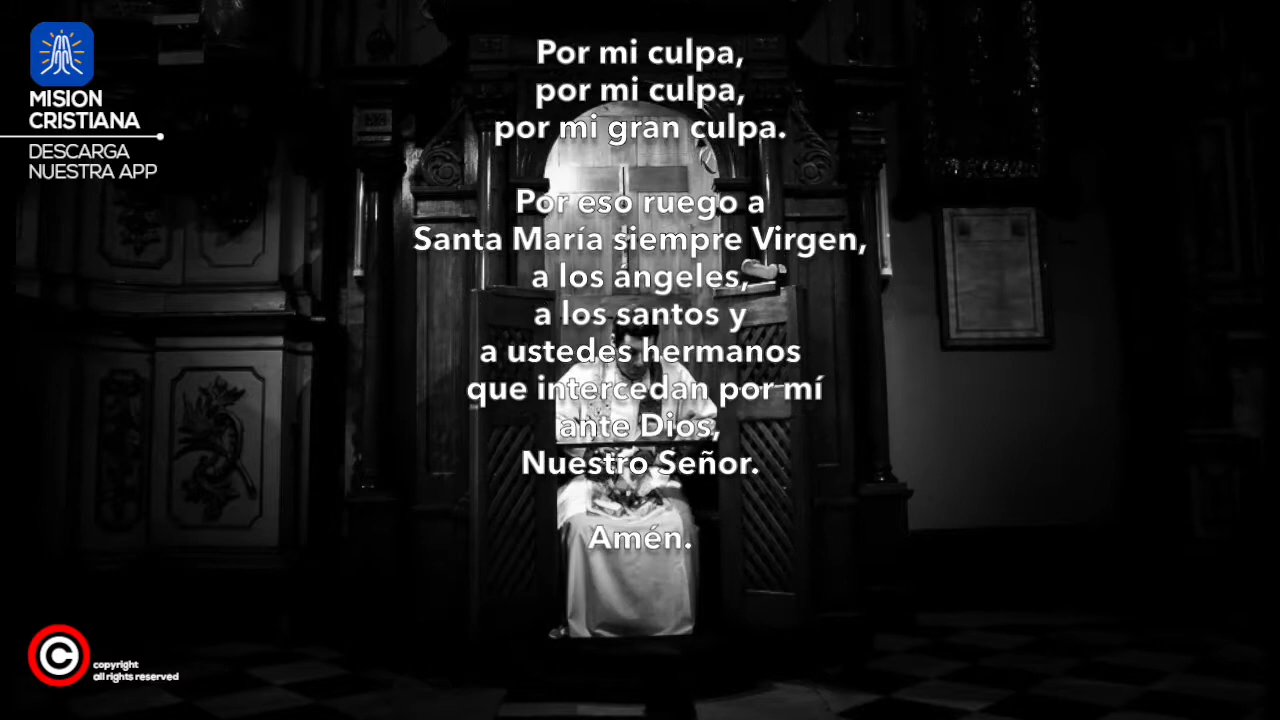 MISION
CRISTIANA
DESCARGA
NUESTRA APP
Por mi culpa,
por mi culpa,
por mi gran culpa.
Por eso ruego a
Santa María siempre Virgen,
a los ángeles,
a los santos y
a ustedes hermanos
que intercedan por mí
ante Dios,
Nuestro Señor.
Amén.
C
copyright
all rights reserved